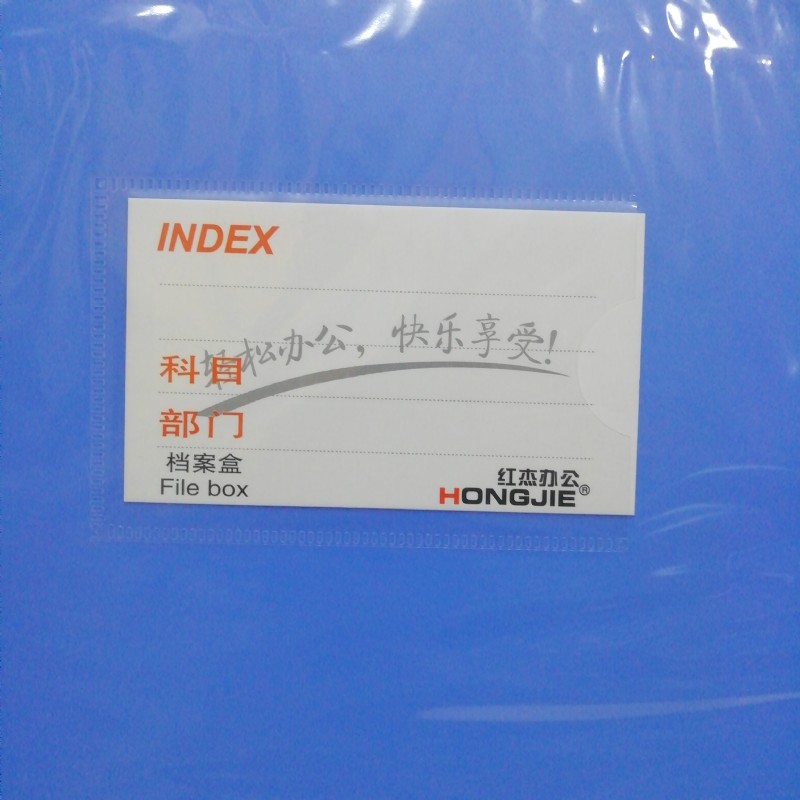 INDEX
轻松办公，快乐享受!
科目
部门
档案盒
File box
红杰办公
HONGJIE®